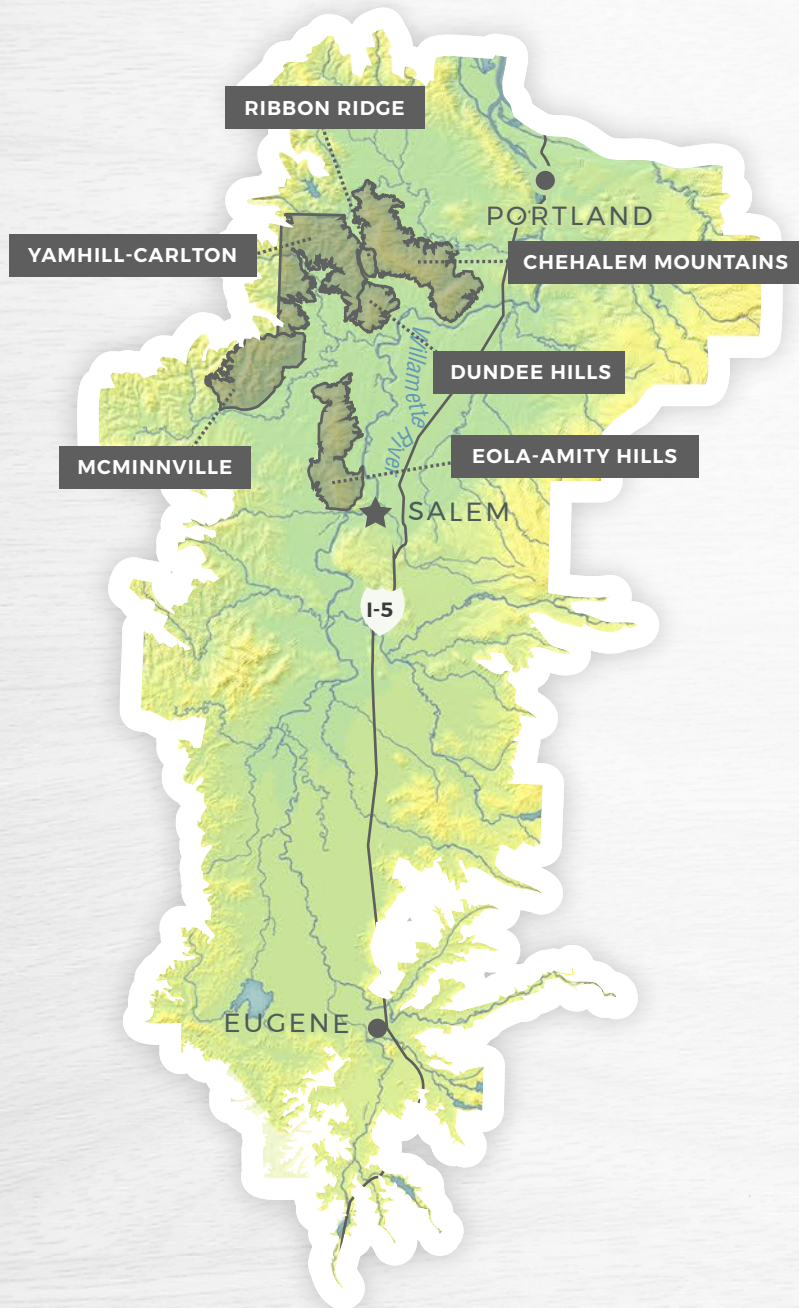 RIBBON RIDGE
PORTLAND
YAMHILL-CARLTON
CHEHALEM MOUNTAINS
Willamette River
DUNDEE HILLS
MCMINNVILLE
EOLA-AMITY HILLS
SALEM
I-5
EUGENE